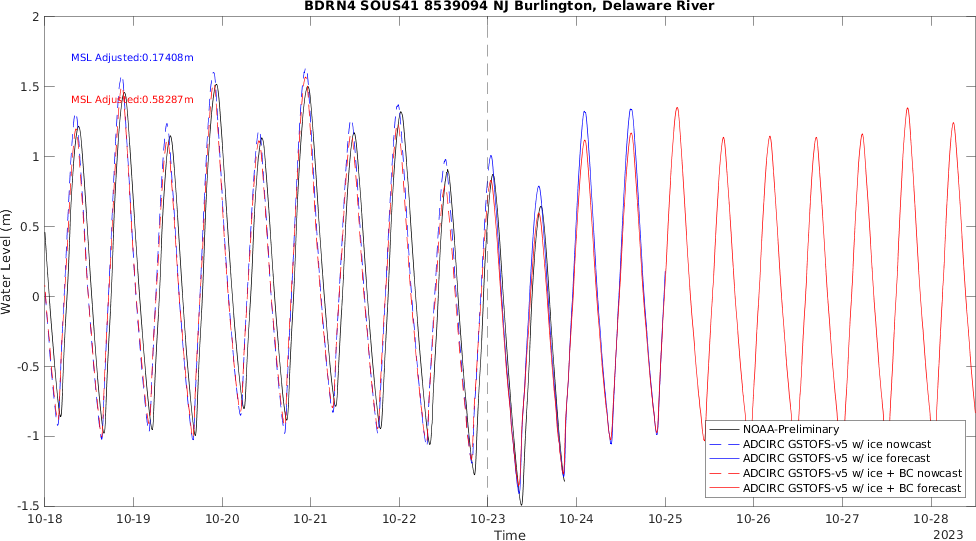 BDRN4 SOUS41 8539094 NJ Burlington, Delaware River
2
1.5
1
0.5
0
-0.5
-1
-1.5
Water Level (m)
MSL Adjusted:0.17408m
MSL Adjusted:0.58287m
NOAA-Preliminary
ADCIRC GSTOFS-v5 w/ ice nowcast
ADCIRC GSTOFS-v5 w/ ice forecast
ADCIRC GSTOFS-v5 w/ ice + BC nowcast
ADCIRC GSTOFS-v5 w/ ice + BC forecast
10-18 10-19 10-20 10-21 10-22 10-23 10-24 10-25 10-26 10-27 10-28
Time
2023